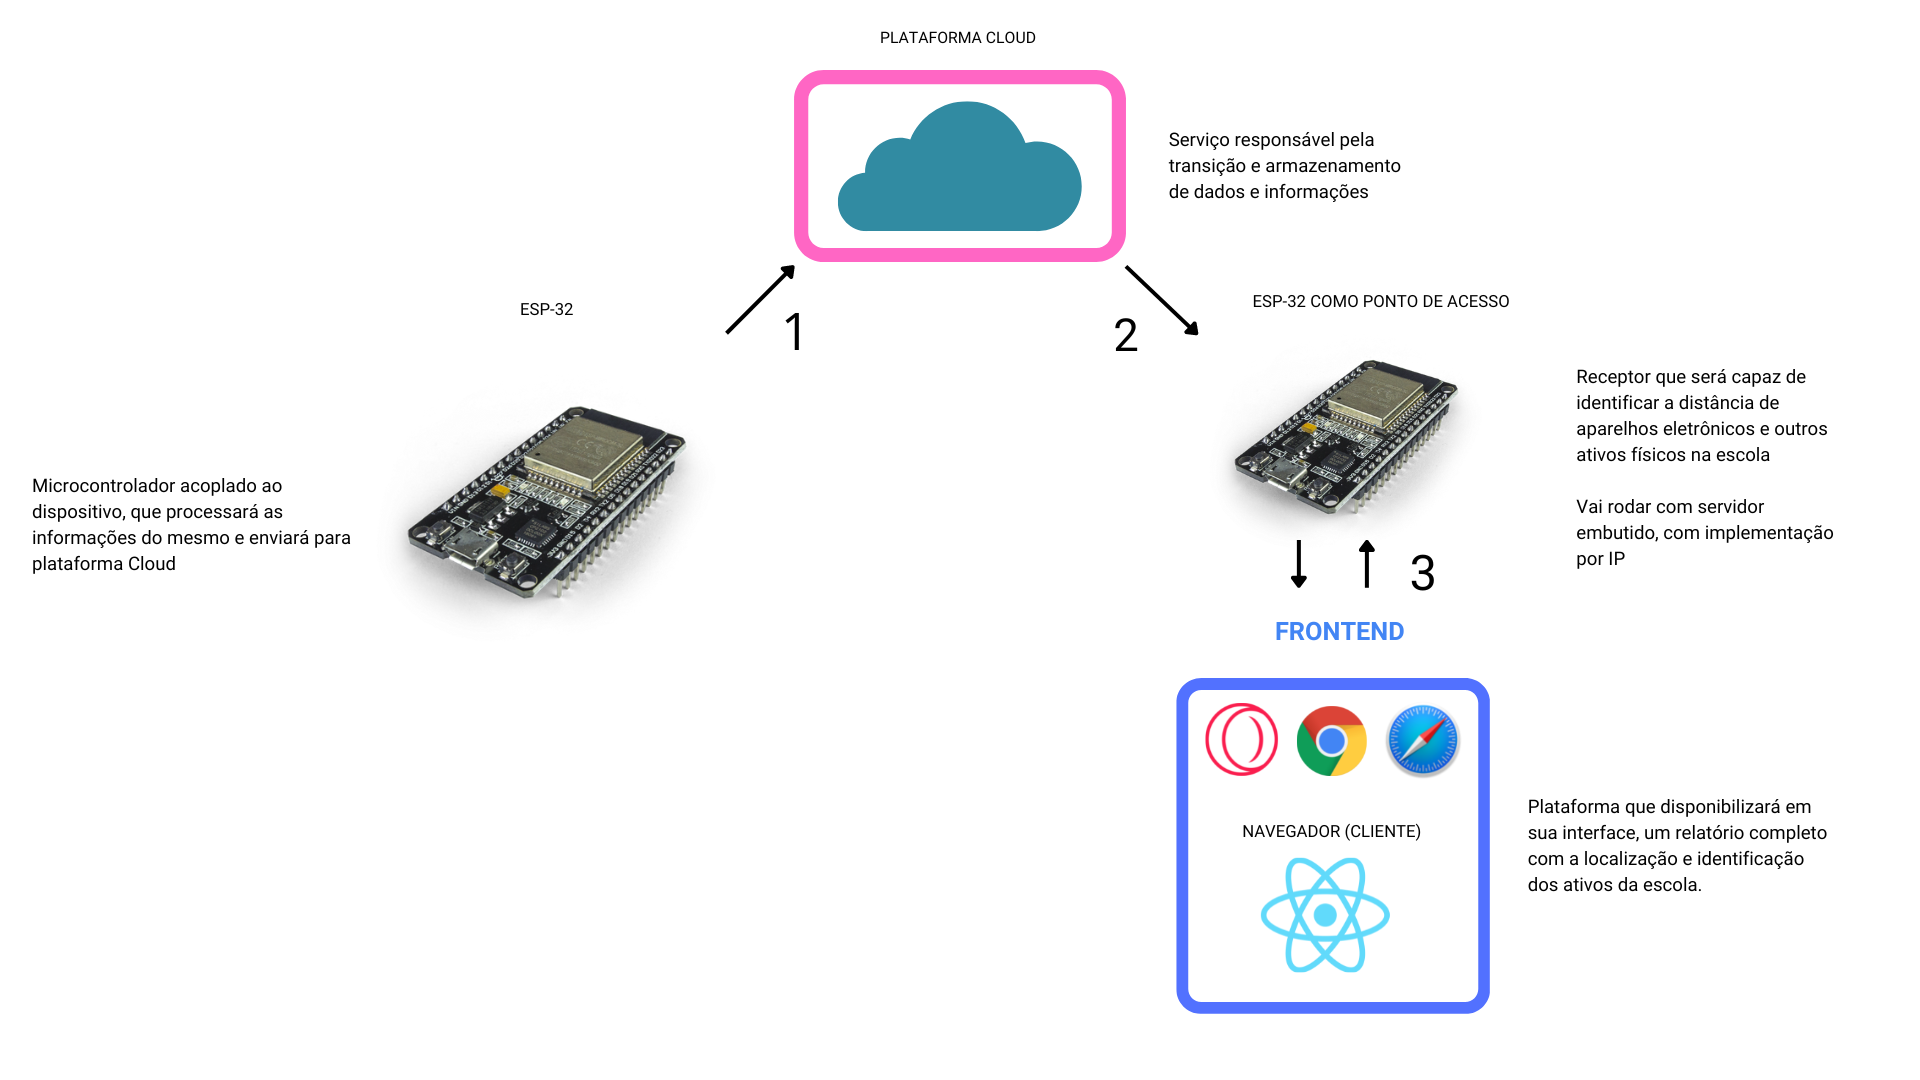 PLATAFORMA CLOUD
Serviço responsável pela
transição e armazenamento
de dados e informações
ESP-32
1
2
ESP-32 COMO PONTO DE ACESSO
Microcontrolador acoplado ao
dispositivo, que processará as
informações do mesmo e enviará para
plataforma Cloud
Receptor que será capaz de
identificar a distância de
aparelhos eletrônicos e outros
ativos físicos na escola
Vai rodar com servidor
embutido, com implementação
por IP
3
FRONTEND
NAVEGADOR (CLIENTE)
Plataforma que disponibilizará em
sua interface, um relatório completo
com a localização e identificação
dos ativos da escola.